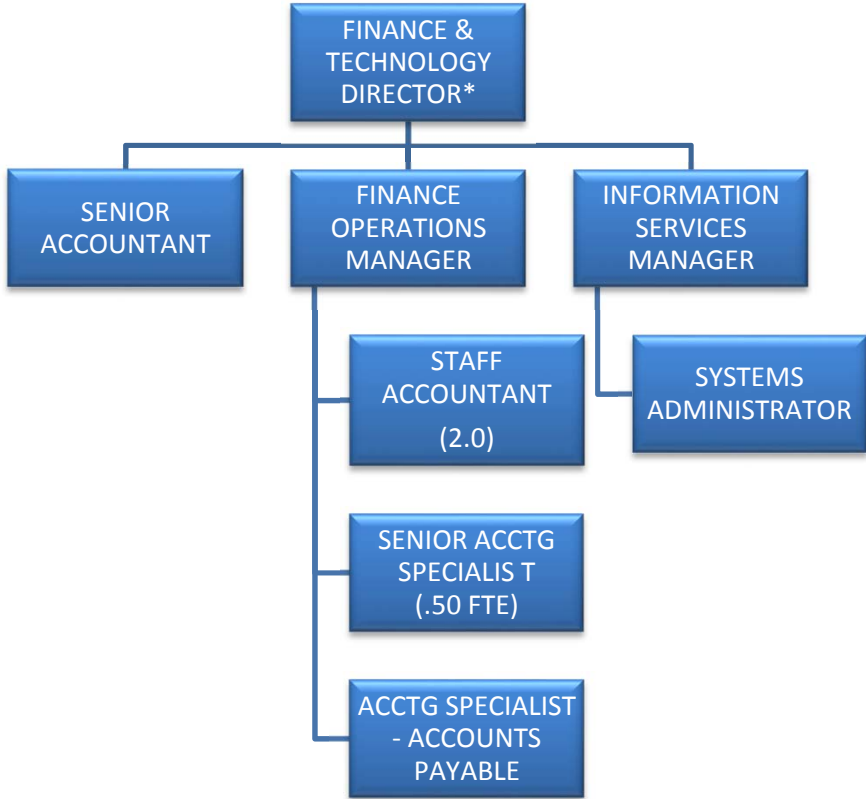 FINANCE &
TECHNOLOGY
DIRECTOR*
SENIOR
ACCOUNTANT
FINANCE
OPERATIONS
MANAGER
INFORMATION
SERVICES
MANAGER
STAFF
ACCOUNTANT
(2.0)
SYSTEMS
ADMINISTRATOR
SENIOR ACCTG
SPECIALIS T
(.50 FTE)
ACCTG SPECIALIST
- ACCOUNTS
PAYABLE